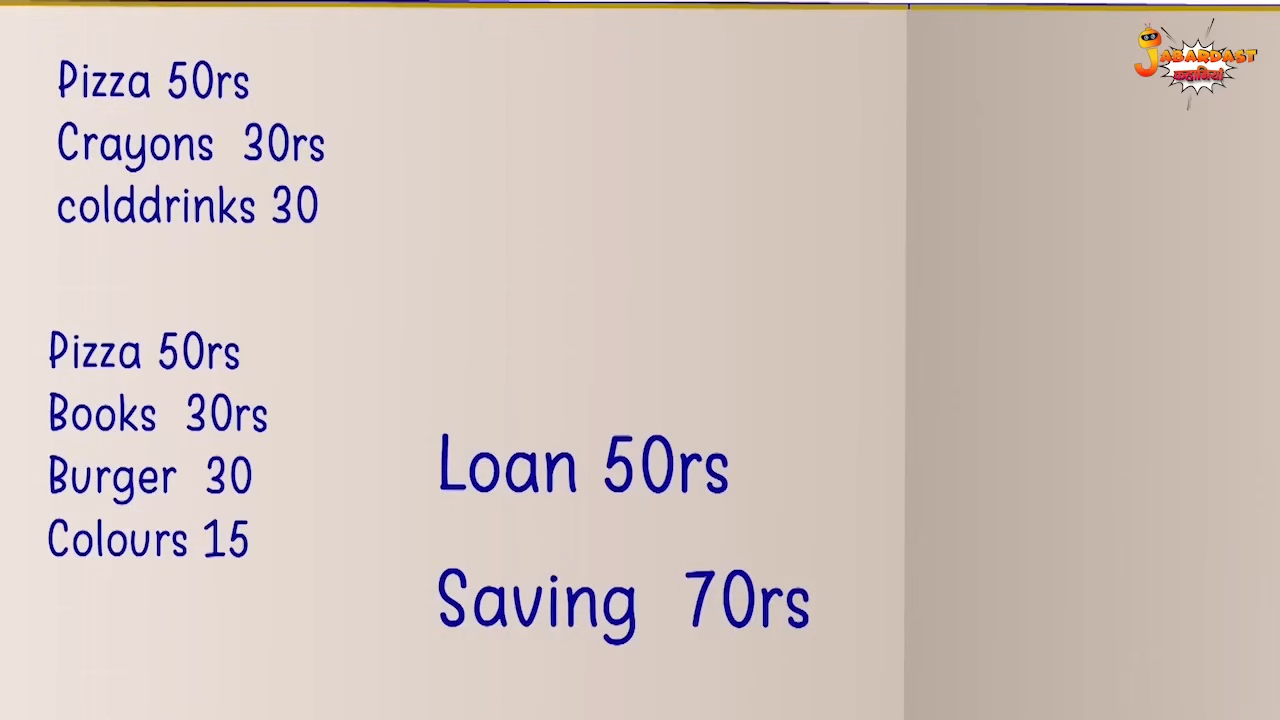 JABARDAST
कहानियां
Pizza 50rs
Crayons 30rs
colddrinks 30
Pizza 50rs
Books 30rs
Burger 30
Colours 15
Loan 50rs
Saving 70rs